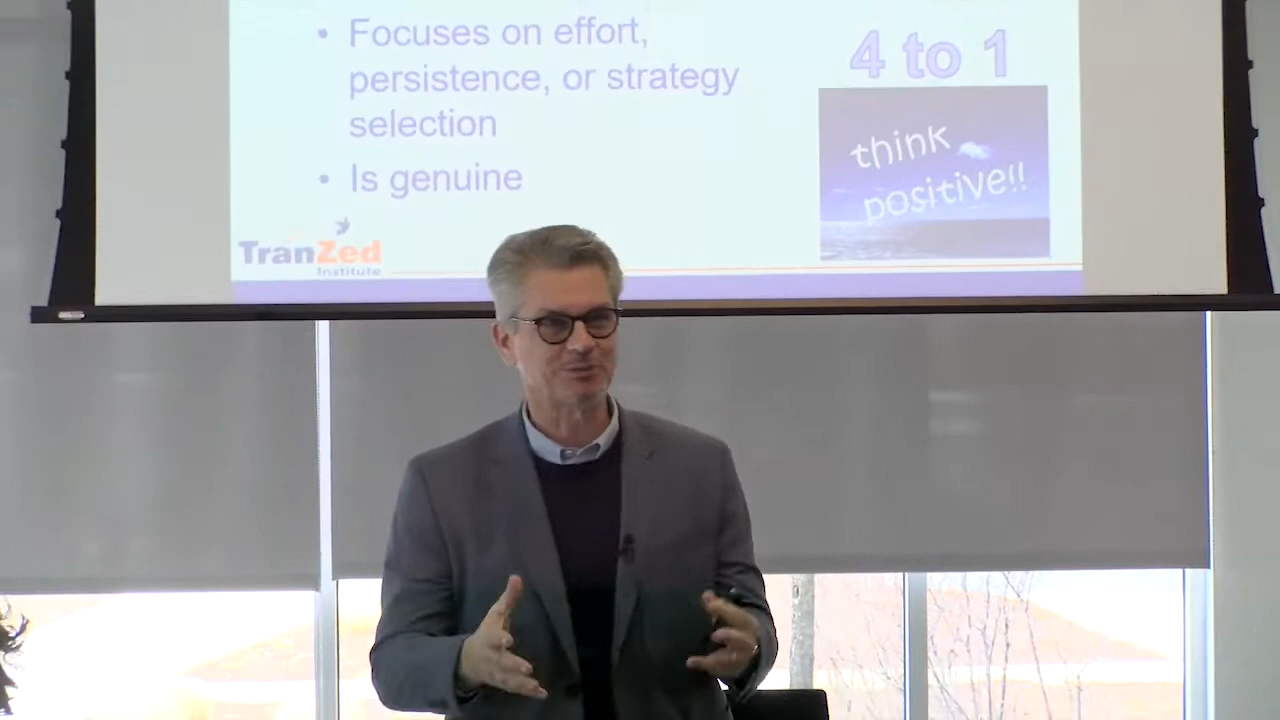 • Focuses on effort,
persistence, or strategy
selection
• Is genuine
4 to 1
think
positive!!
TranZed
Institute